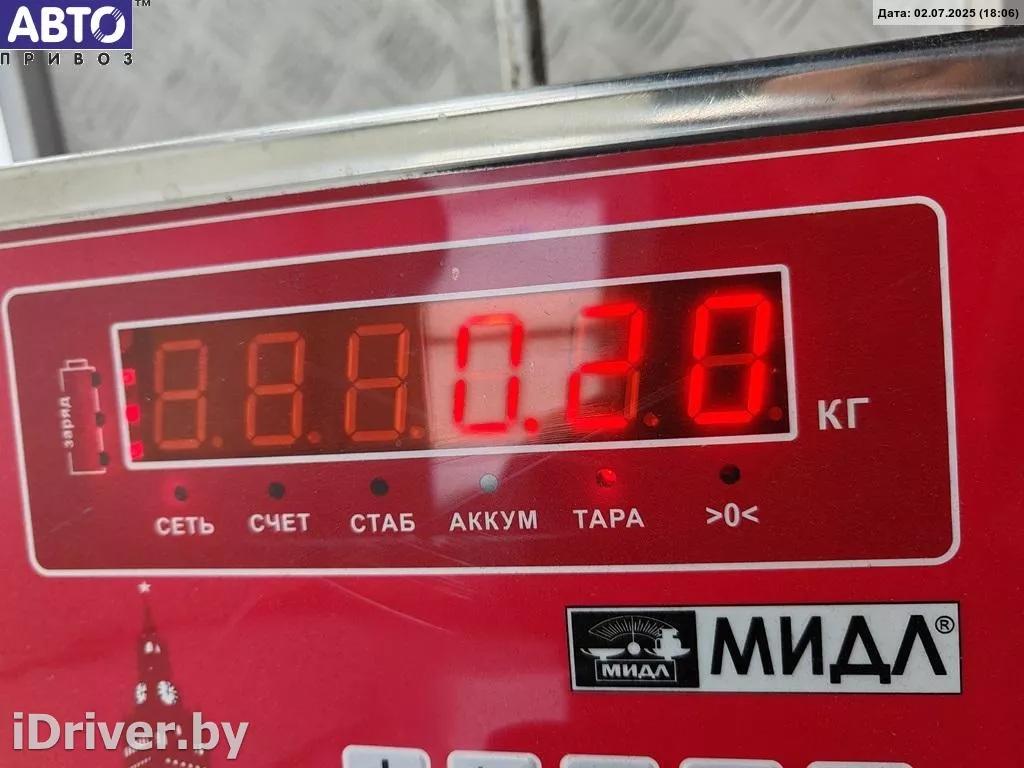 АВТО™
ПРИВОЗ
Дата: 02.07.2025 (18:06)
заряд
0.20
КГ
СЕТЬ СЧЕТ СТАБ АККУМ ТАРА >0<
МИДЛ
МИДЛ®
iDriver.by